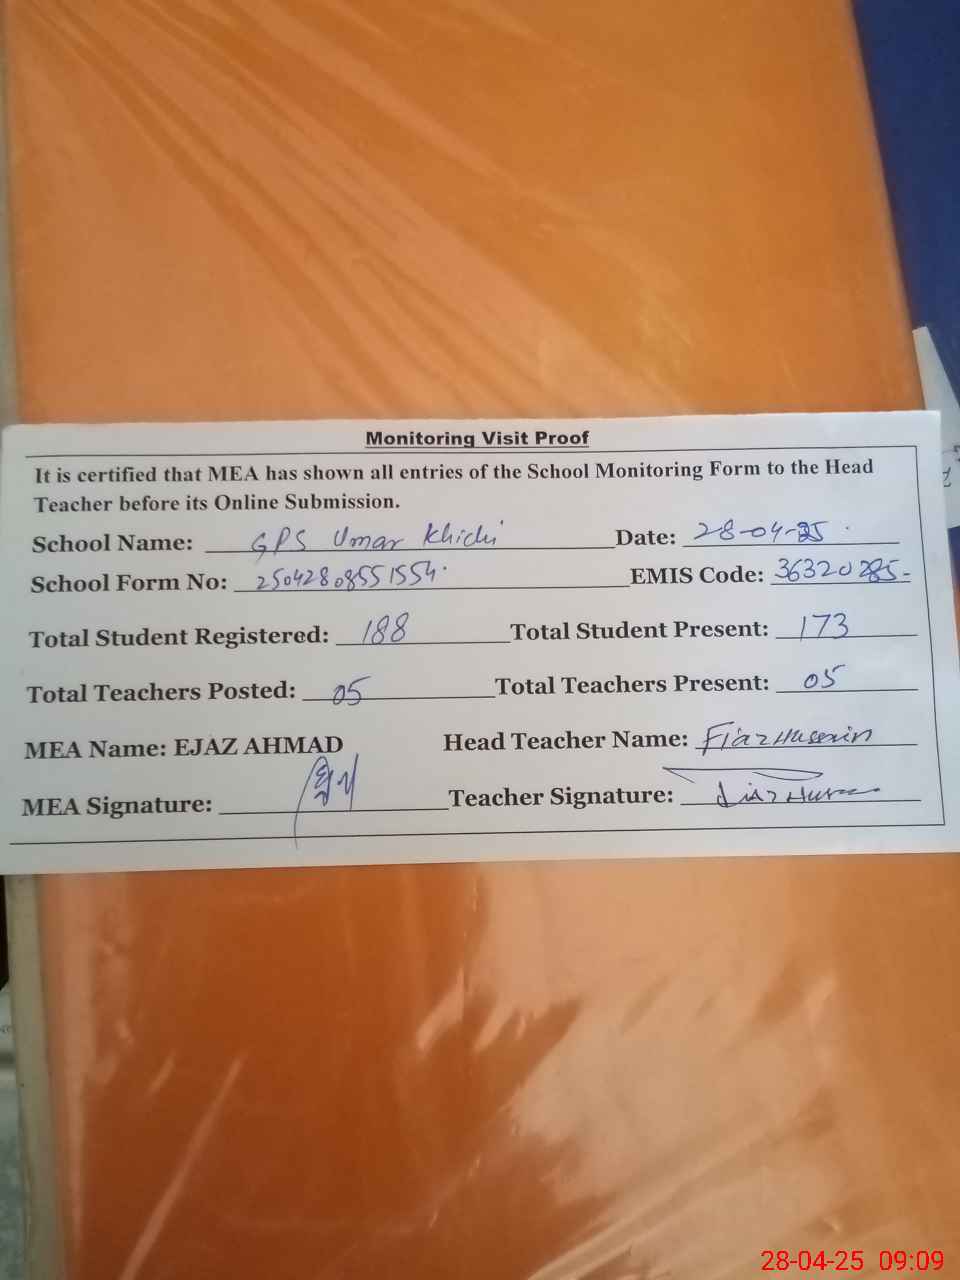 Monitoring Visit Proof
It is certified that MEA has shown all entries of the School Monitoring Form to the Head
Teacher before its Online Submission.
School Name: GPS Umar Khichi Date: 28-04-25
School Form No: 25042808551554 EMIS Code: 36320285
Total Student Registered: 188 Total Student Present: 173
Total Teachers Posted: 05 Total Teachers Present: 05
MEA Name: EJAZ AHMAD Head Teacher Name: Fiaz Hussain
MEA Signature: Teacher Signature:
28-04-25 09:09